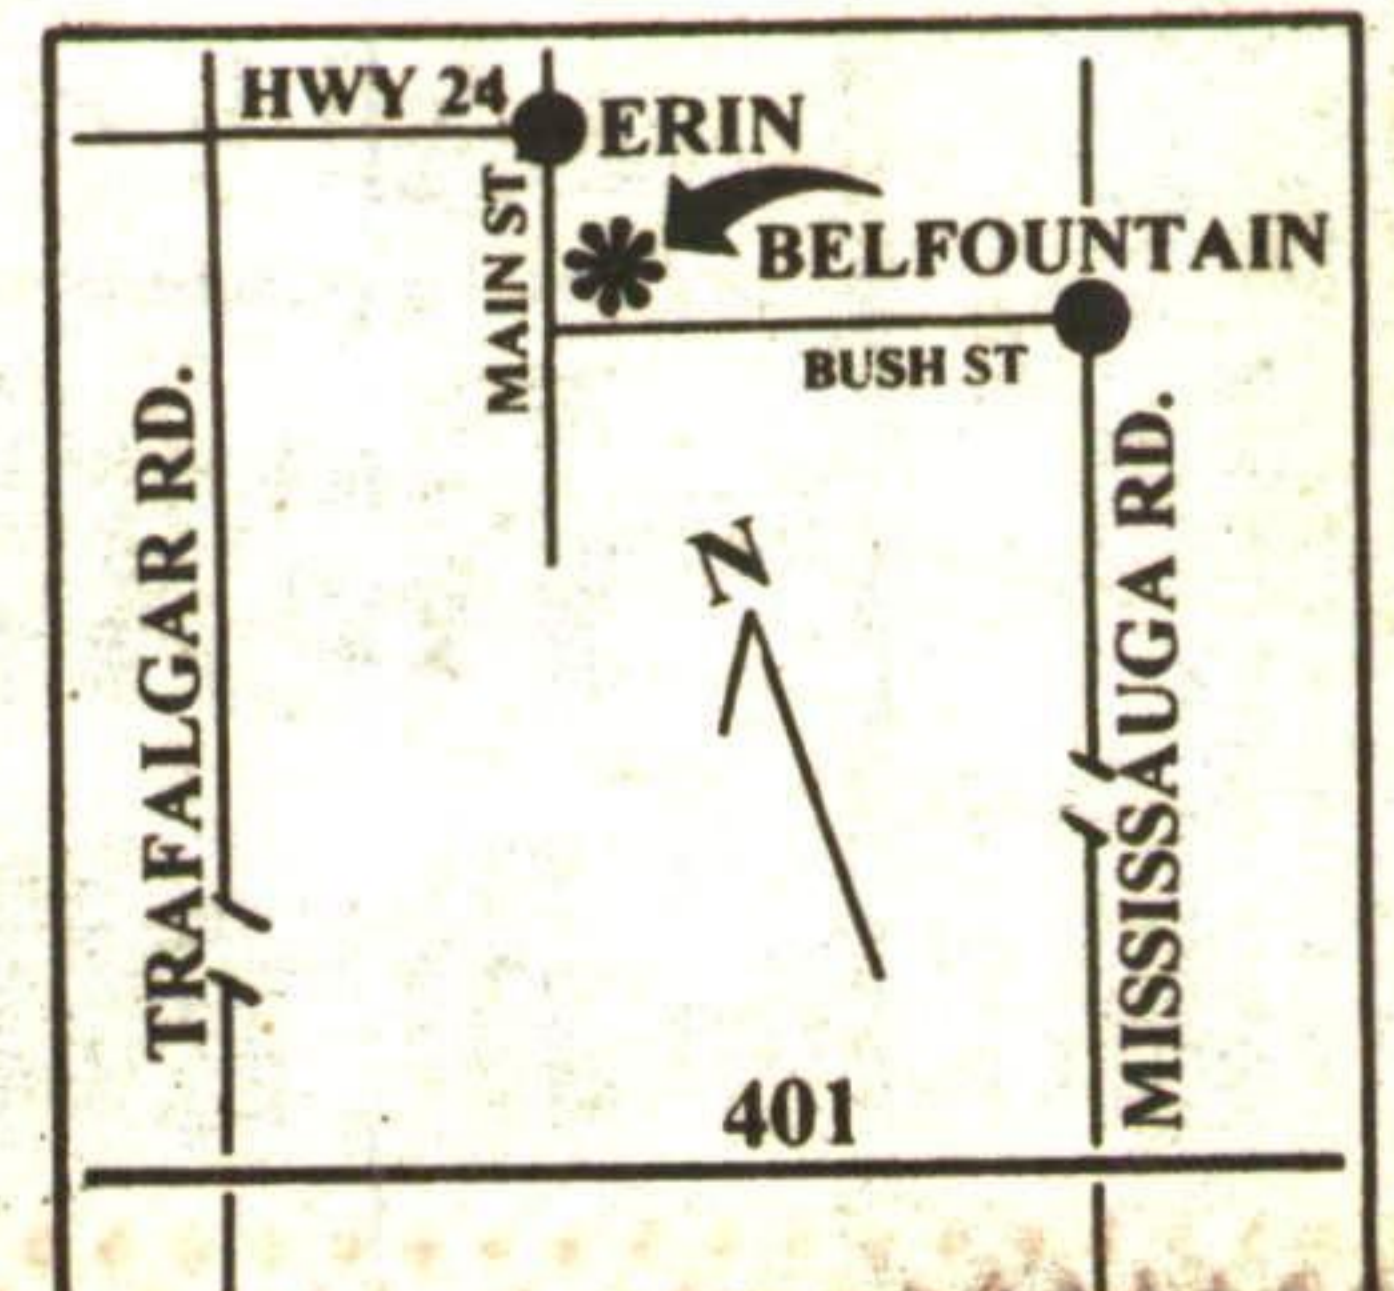 HWY 24
ERIN
MAIN ST
BELFOUNTAIN
BUSH ST
TRAFALGAR RD.
MISSISSAUGA RD.
N
401